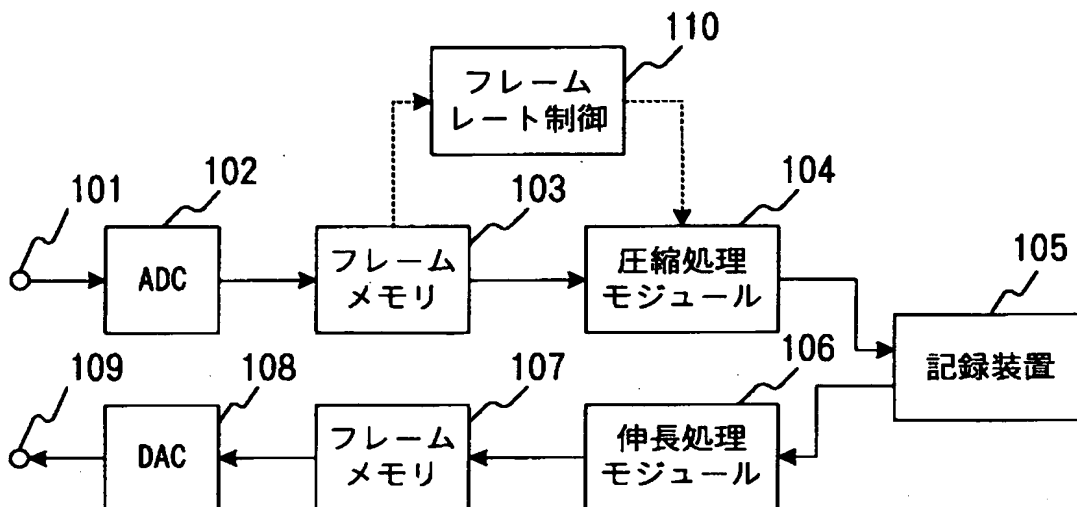 110
フレーム
レート制御
101
102
103
104
105
ADC
フレーム
メモリ
圧縮処理
モジュール
記録装置
109
108
107
106
DAC
フレーム
メモリ
伸長処理
モジュール